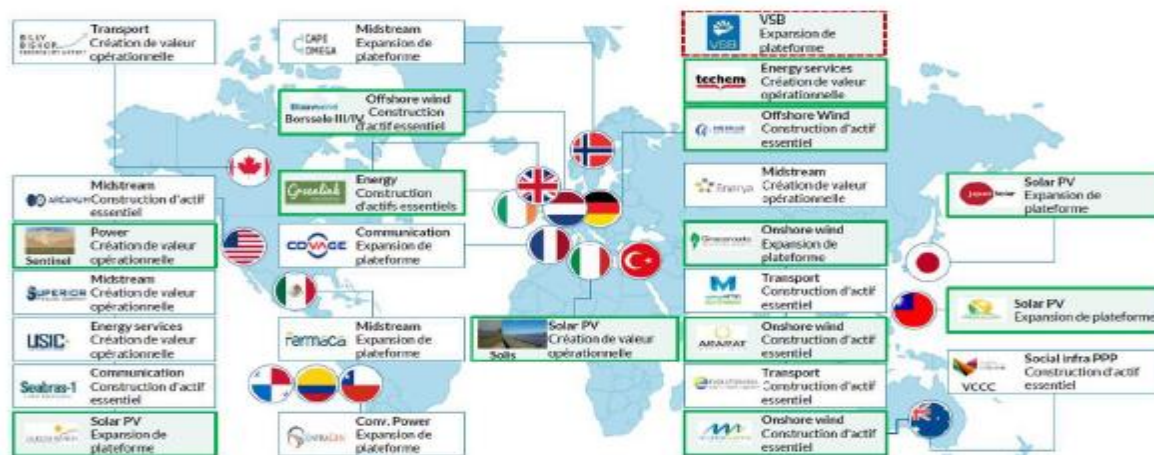 BILLY
BISHOP
Transport
Création de valeur
opérationnelle
Midstream
Construction d'actif
essentiel
Power
Création de valeur
opérationnelle
Sentinel
SUPERIOR
Midstream
Création de valeur
opérationnelle
USIC
Energy services
Création de valeur
opérationnelle
Seabras-1
Communication
Construction d'actif
essentiel
Solar PV
Expansion de
plateforme
CAPE
OMEGA
Midstream
Expansion de
plateforme
Borssele III/IV
Offshore wind
Construction
d'actif essentiel
Greenlink
Energy
Construction
d'actifs essentiels
COVAGE
Communication
Expansion de
plateforme
fermaca
Midstream
Expansion de
plateforme
Conv. Power
Expansion de
plateforme
Solis
Solar PV
Création de valeur
opérationnelle
VSB
VSB
Expansion de
plateforme
techem
Energy services
Création de valeur
opérationnelle
Offshore Wind
Construction d'actif
essentiel
Enerya
Midstream
Création de valeur
opérationnelle
Grassroots
Onshore wind
Expansion de
plateforme
Transport
Construction d'actif
essentiel
ARARAT
Onshore wind
Construction d'actif
essentiel
Transport
Construction d'actif
essentiel
Onshore wind
Construction d'actif
essentiel
Solar PV
Expansion de
plateforme
Solar PV
Expansion de plateforme
VCCC
Social infra PPP
Construction d'actif
essentiel